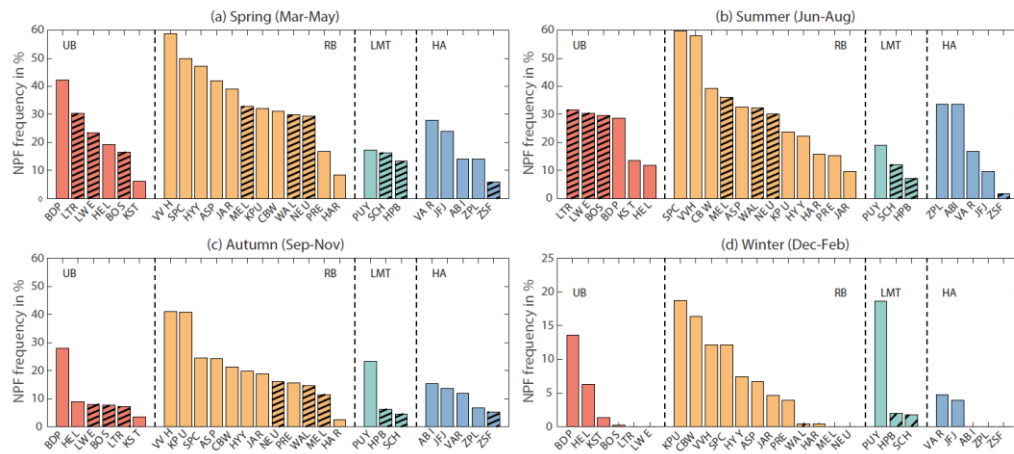 (a) Spring (Mar-May)
UB RB LMT HA
NPF frequency in %
60
50
40
30
20
10
0
BDP LTR LWE HEL BOS KST VVH SPC HYY ASP JAR MEL KPU CBW WAL NEU PRE HAR PUY SCH HPB VAR JFJ ABI ZPL ZSF
(b) Summer (Jun-Aug)
UB RB LMT HA
NPF frequency in %
60
50
40
30
20
10
0
LTR LWE BOS BDP KST HEL SPC VVH CBW MEL ASP WAL NEU KPU HYY HAR PRE JAR PUY SCH HPB ZPL ABI VAR JFJ ZSF
(c) Autumn (Sep-Nov)
UB RB LMT HA
NPF frequency in %
60
50
40
30
20
10
0
BDP HEL LWE BOS LTR KST VVH KPU SPC ASP CBW HYY JAR NEU PRE WAL MEL HAR PUY HPB SCH ABI JFJ VAR ZPL ZSF
(d) Winter (Dec-Feb)
UB RB LMT HA
NPF frequency in %
25
20
15
10
5
0
BDP HEL KST BOS LTR LWE KPU CBW VVH SPC HYY ASP JAR PRE WAL HAR MEL NEU PUY HPB SCH VAR JFJ ABI ZPL ZSF